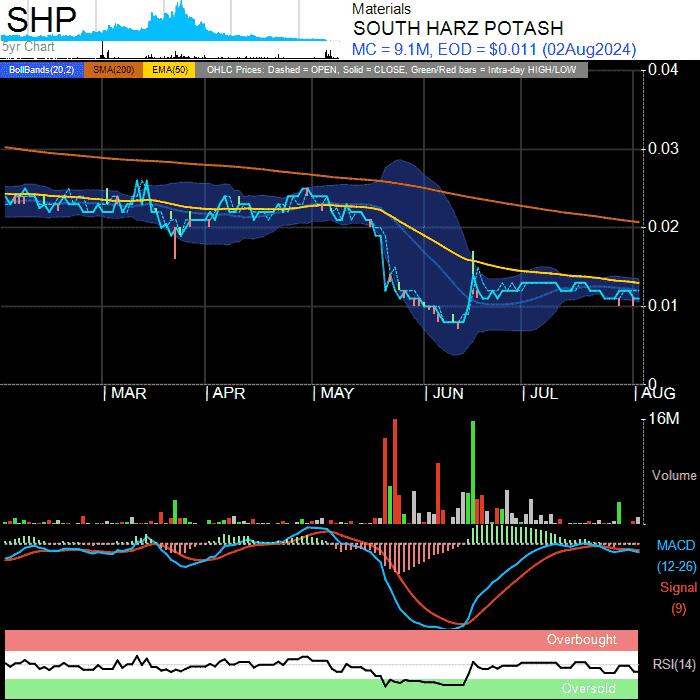 SHP
5yr Chart
Materials
SOUTH HARZ POTASH
MC = 9.1M, EOD = $0.011 (02Aug2024)
BollBands(20,2) SMA(200) EMA(50) OHLC Prices: Dashed = OPEN, Solid = CLOSE, Green/Red bars = Intra-day HIGH/LOW
0.04
0.03
0.02
0.01
0
MAR APR MAY JUN JUL AUG
16M
Volume
MACD
(12-26)
Signal
(9)
Overbought
RSI(14)
Oversold